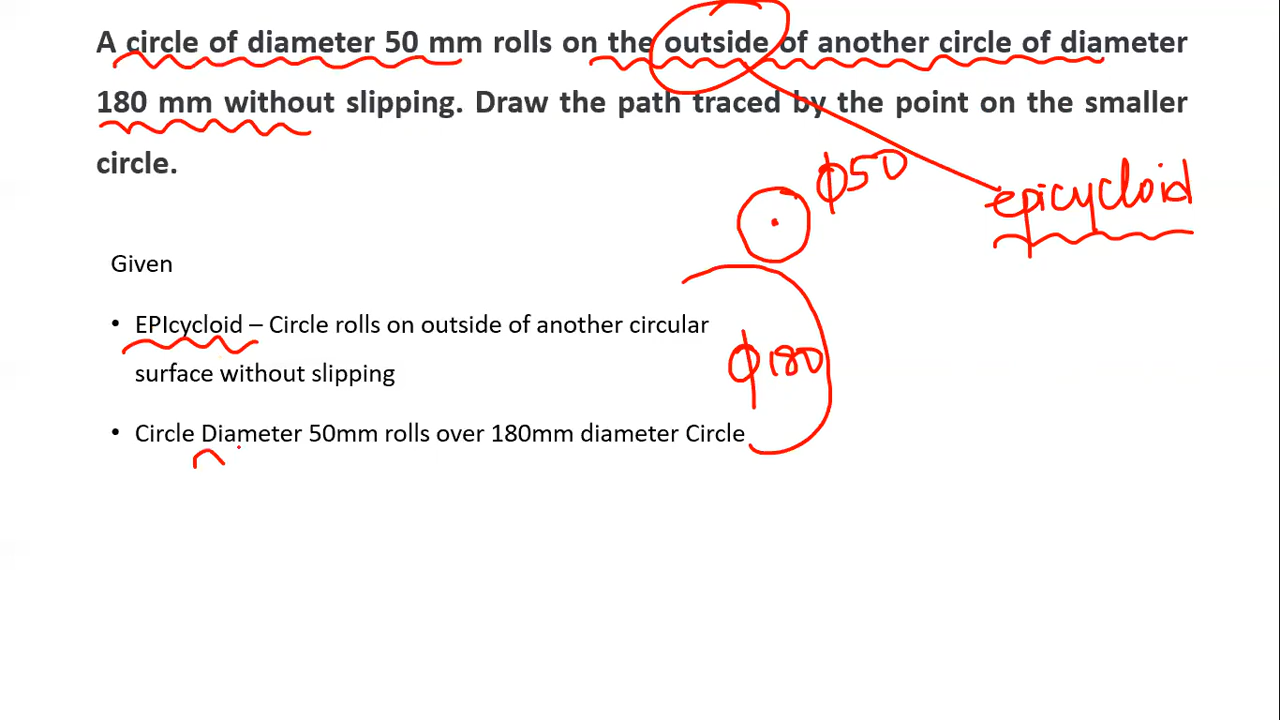 A circle of diameter 50 mm rolls on the outside of another circle of diameter
180 mm without slipping. Draw the path traced by the point on the smaller
circle.
ϕ50
epicycloid
Given
• EPIcycloid – Circle rolls on outside of another circular
surface without slipping
ϕ180
• Circle Diameter 50mm rolls over 180mm diameter Circle